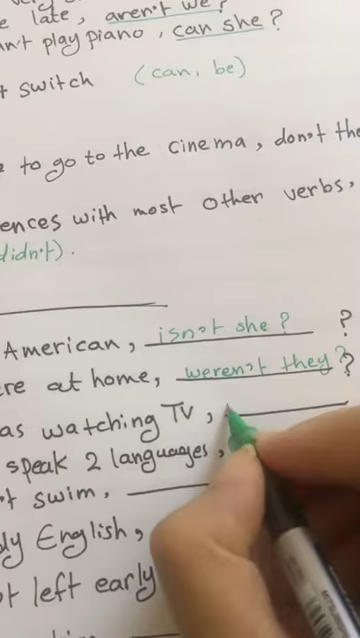 late, aren't we?
play piano, can she?
switch (can, be)
to go to the cinema, don't the
ences with most other verbs,
didn't).
American, isn't she? ?
re at home, weren't they? ?
as watching TV,
speak 2 languages,
swim,
dy English,
left early